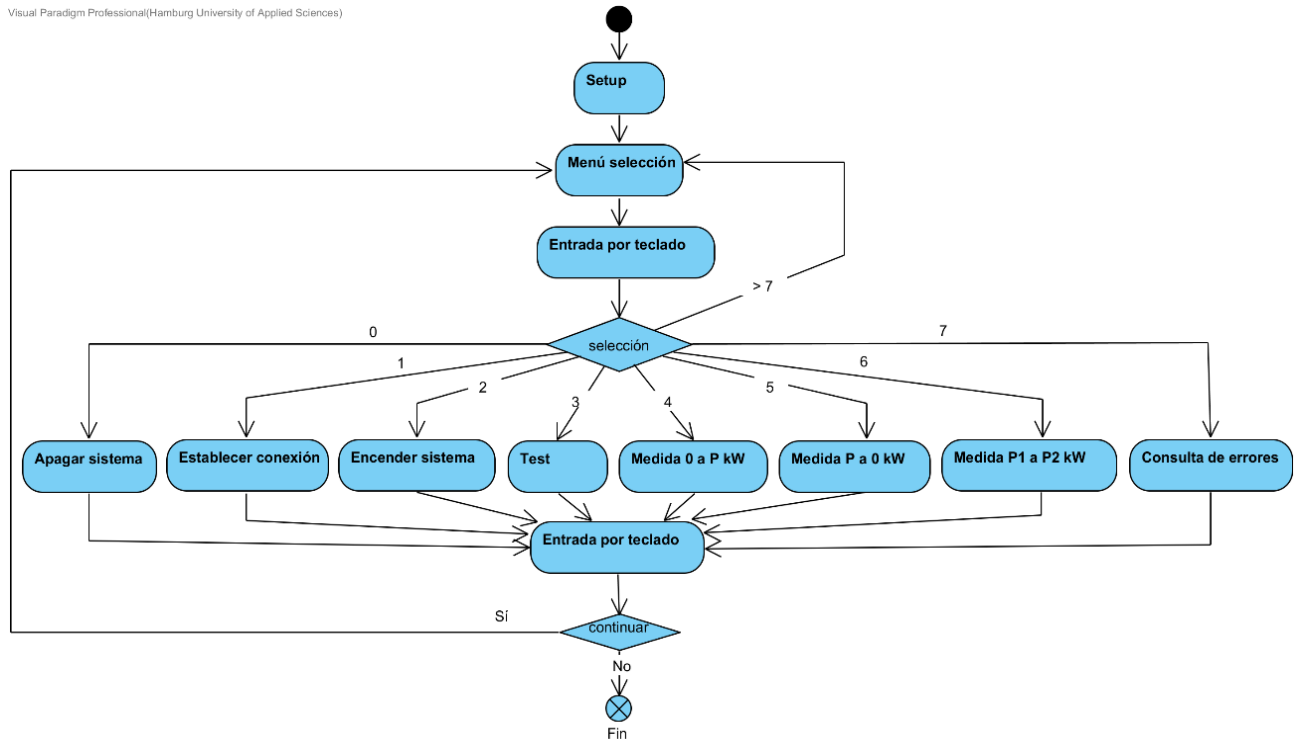 Visual Paradigm Professional(Hamburg University of Applied Sciences)
Setup
Menú selección
Entrada por teclado
> 7
selección
0
1
2
3
4
5
6
7
Apagar sistema
Establecer conexión
Encender sistema
Test
Medida 0 a P kW
Medida P a 0 kW
Medida P1 a P2 kW
Consulta de errores
Entrada por teclado
continuar
Sí
No
Fin